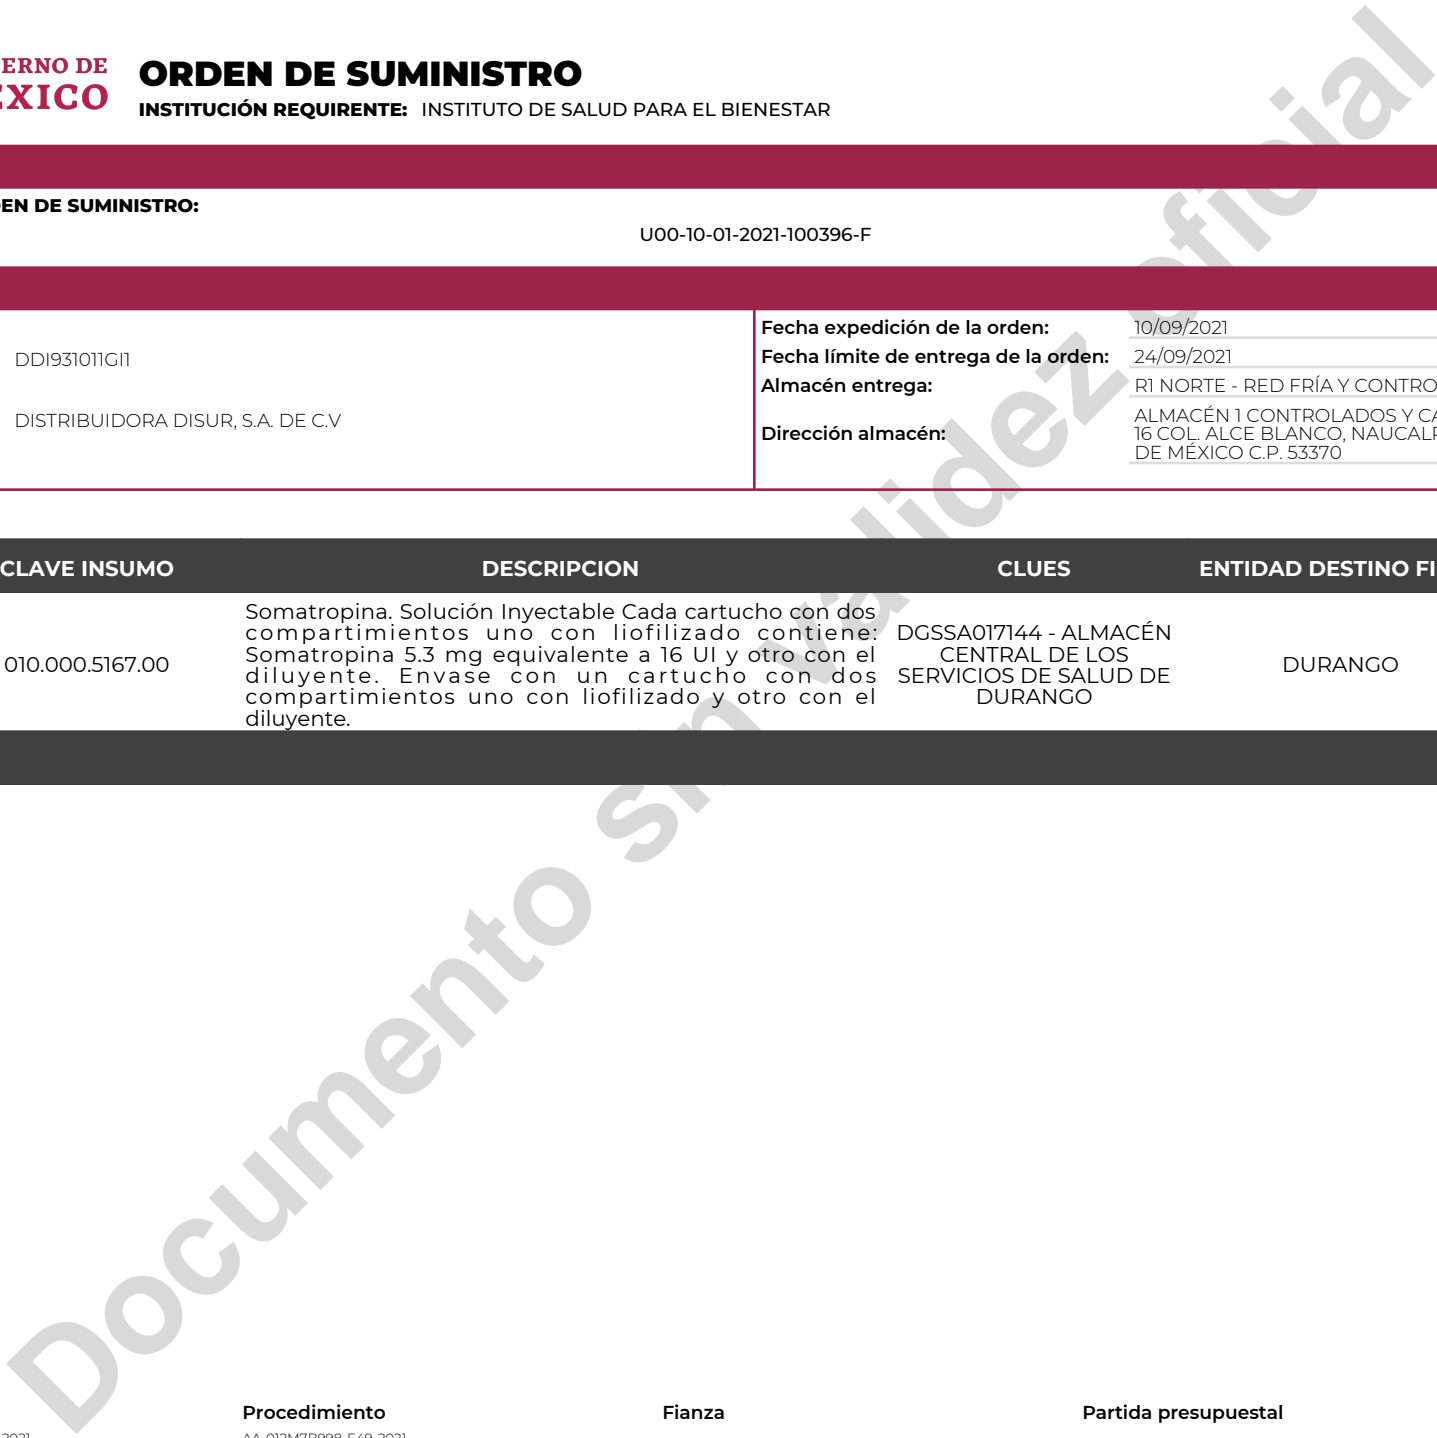 ERNO DE
ÉXICO
ORDEN DE SUMINISTRO
INSTITUCIÓN REQUIRENTE: INSTITUTO DE SALUD PARA EL BIENESTAR
EN DE SUMINISTRO:
U00-10-01-2021-100396-F
DDI931011GI1
DISTRIBUIDORA DISUR, S.A. DE C.V
Fecha expedición de la orden: 10/09/2021
Fecha límite de entrega de la orden: 24/09/2021
Almacén entrega: R1 NORTE - RED FRÍA Y CONTRO
Dirección almacén:
ALMACÉN 1 CONTROLADOS Y CA
16 COL. ALCE BLANCO, NAUCALP
DE MÉXICO C.P. 53370
CLAVE INSUMO DESCRIPCION CLUES ENTIDAD DESTINO FI
010.000.5167.00
Somatropina. Solución Inyectable Cada cartucho con dos
compartimientos uno con liofilizado contiene:
Somatropina 5.3 mg equivalente a 16 UI y otro con el
diluyente. Envase con un cartucho con dos
compartimientos uno con liofilizado y otro con el
diluyente.
DGSSA017144 - ALMACÉN
CENTRAL DE LOS
SERVICIOS DE SALUD DE
DURANGO
DURANGO
Documento sin validez oficial
Procedimiento Fianza Partida presupuestal